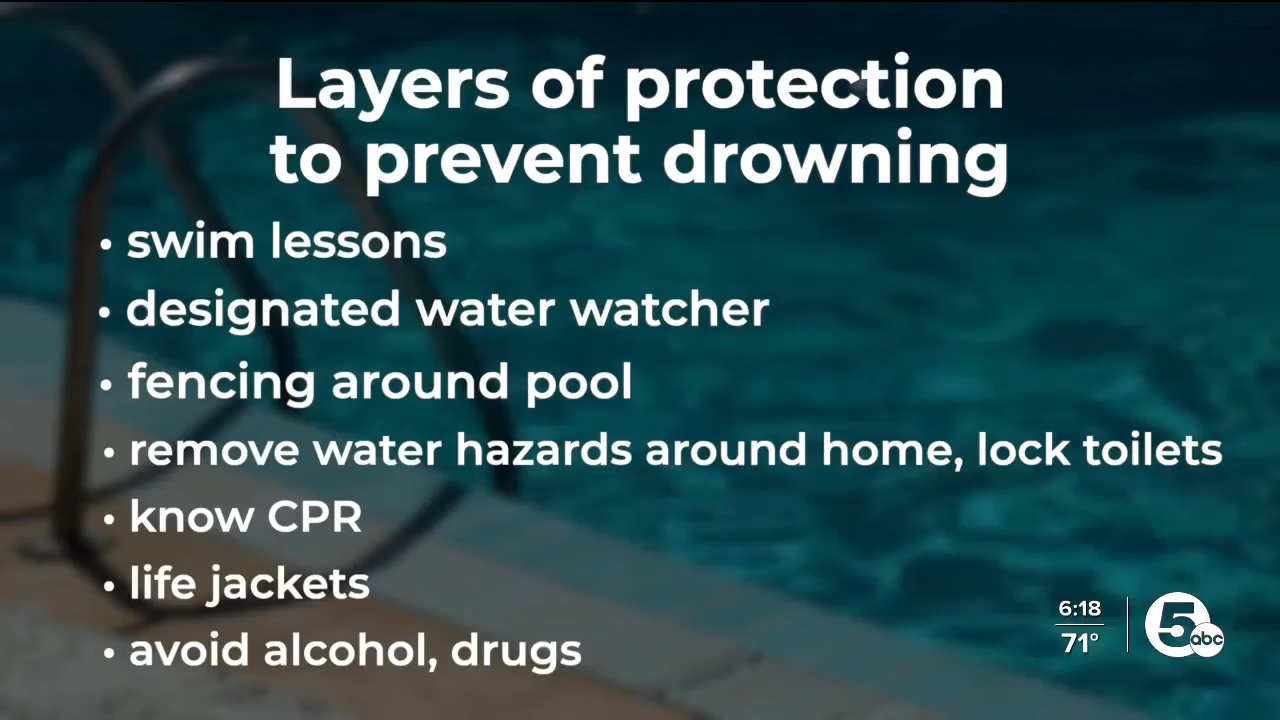 Layers of protection
to prevent drowning
• swim lessons
• designated water watcher
• fencing around pool
• remove water hazards around home, lock toilets
• know CPR
• life jackets
• avoid alcohol, drugs
6:18
71°
5
abc